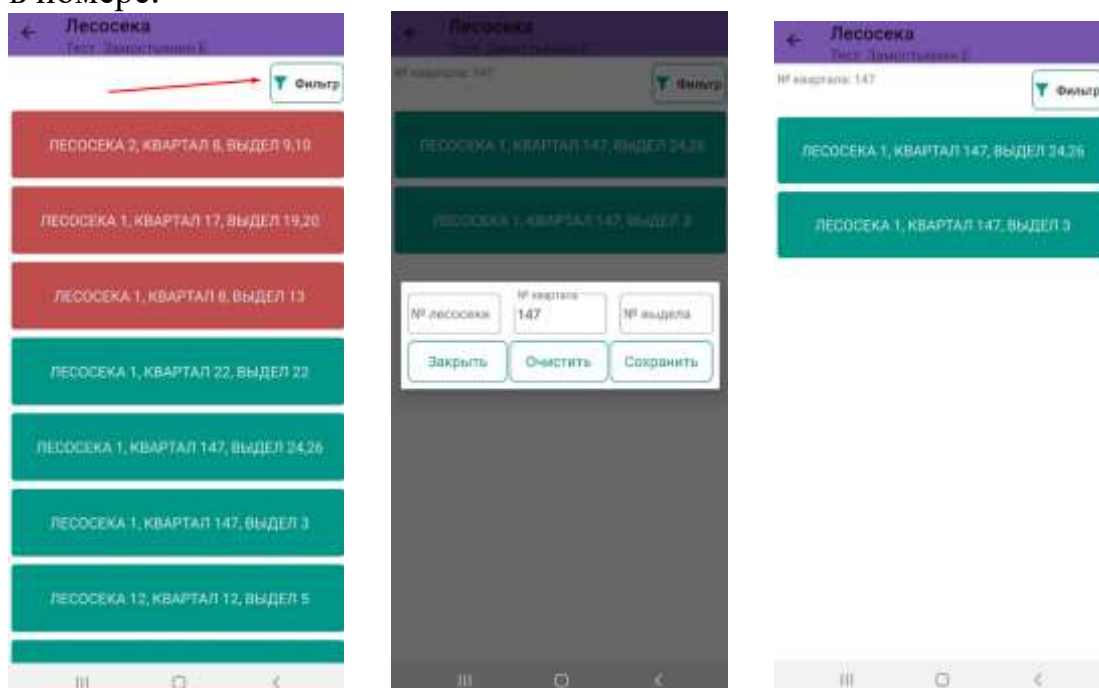 в номере.
Лесосека
Фильтр
ЛЕСОСЕКА 2, КВАРТАЛ 8, ВЫДЕЛ 9,10
ЛЕСОСЕКА 1, КВАРТАЛ 17, ВЫДЕЛ 19,20
ЛЕСОСЕКА 1, КВАРТАЛ 8, ВЫДЕЛ 13
ЛЕСОСЕКА 1, КВАРТАЛ 22, ВЫДЕЛ 22
ЛЕСОСЕКА 1, КВАРТАЛ 147, ВЫДЕЛ 24,26
ЛЕСОСЕКА 1, КВАРТАЛ 147, ВЫДЕЛ 3
ЛЕСОСЕКА 12, КВАРТАЛ 12, ВЫДЕЛ 5
Лесосека
№ квартала: 147
Фильтр
ЛЕСОСЕКА 1, КВАРТАЛ 147, ВЫДЕЛ 24,26
ЛЕСОСЕКА 1, КВАРТАЛ 147, ВЫДЕЛ 3
№ лесосеки
№ квартала
147
№ выдела
Закрыть
Очистить
Сохранить
Лесосека
№ квартала: 147
Фильтр
ЛЕСОСЕКА 1, КВАРТАЛ 147, ВЫДЕЛ 24,26
ЛЕСОСЕКА 1, КВАРТАЛ 147, ВЫДЕЛ 3